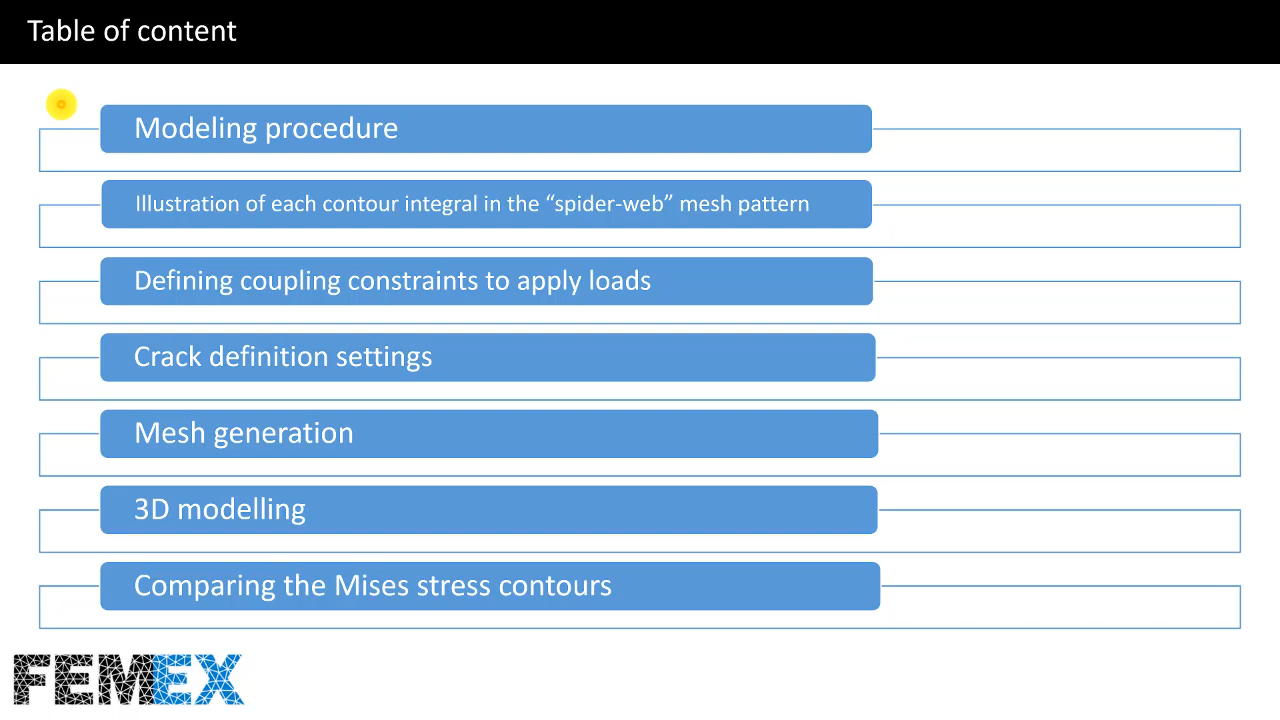 Table of content
Modeling procedure
Illustration of each contour integral in the “spider-web” mesh pattern
Defining coupling constraints to apply loads
Crack definition settings
Mesh generation
3D modelling
Comparing the Mises stress contours
FEMEX